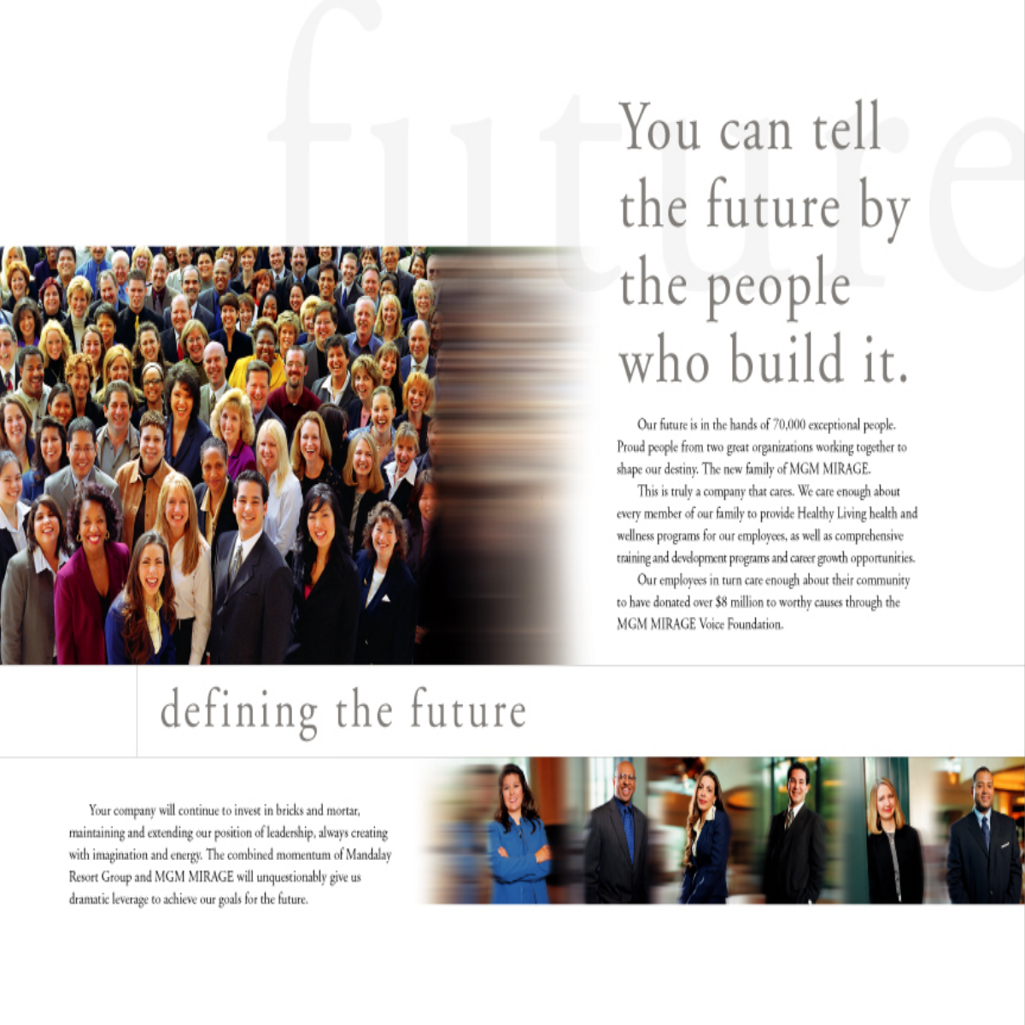 future
You can tell
the future by
the people
who build it.
Our future is in the hands of 70,000 exceptional people.
Proud people from two great organizations working together to
shape our destiny. The new family of MGM MIRAGE.
This is truly a company that cares. We care enough about
every member of our family to provide Healthy Living health and
wellness programs for our employees, as well as comprehensive
training and development programs and career growth opportunities.
Our employees in turn care enough about their community
to have donated over $8 million to worthy causes through the
MGM MIRAGE Voice Foundation.
defining the future
Your company will continue to invest in bricks and mortar,
maintaining and extending our position of leadership, always creating
with imagination and energy. The combined momentum of Mandalay
Resort Group and MGM MIRAGE will unquestionably give us
dramatic leverage to achieve our goals for the future.